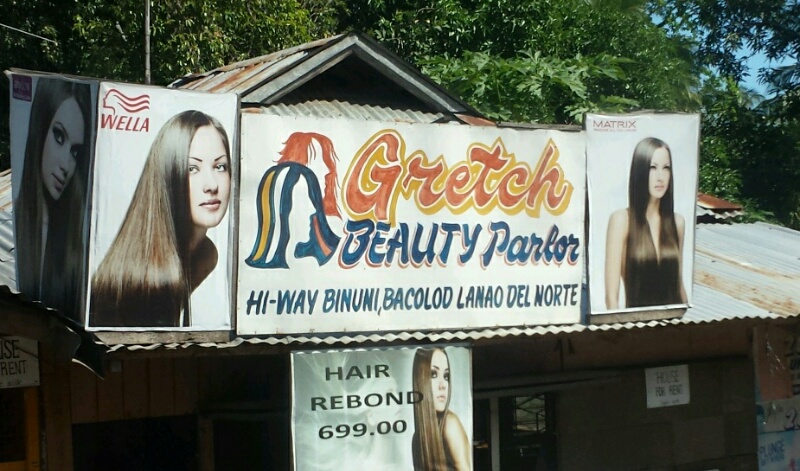 WELLA
Gretch
BEAUTY Parlor
HI-WAY BINUNI, BACOLOD LANAO DEL NORTE
MATRIX
HAIR
REBOND
699.00
HOUSE
FOR RENT